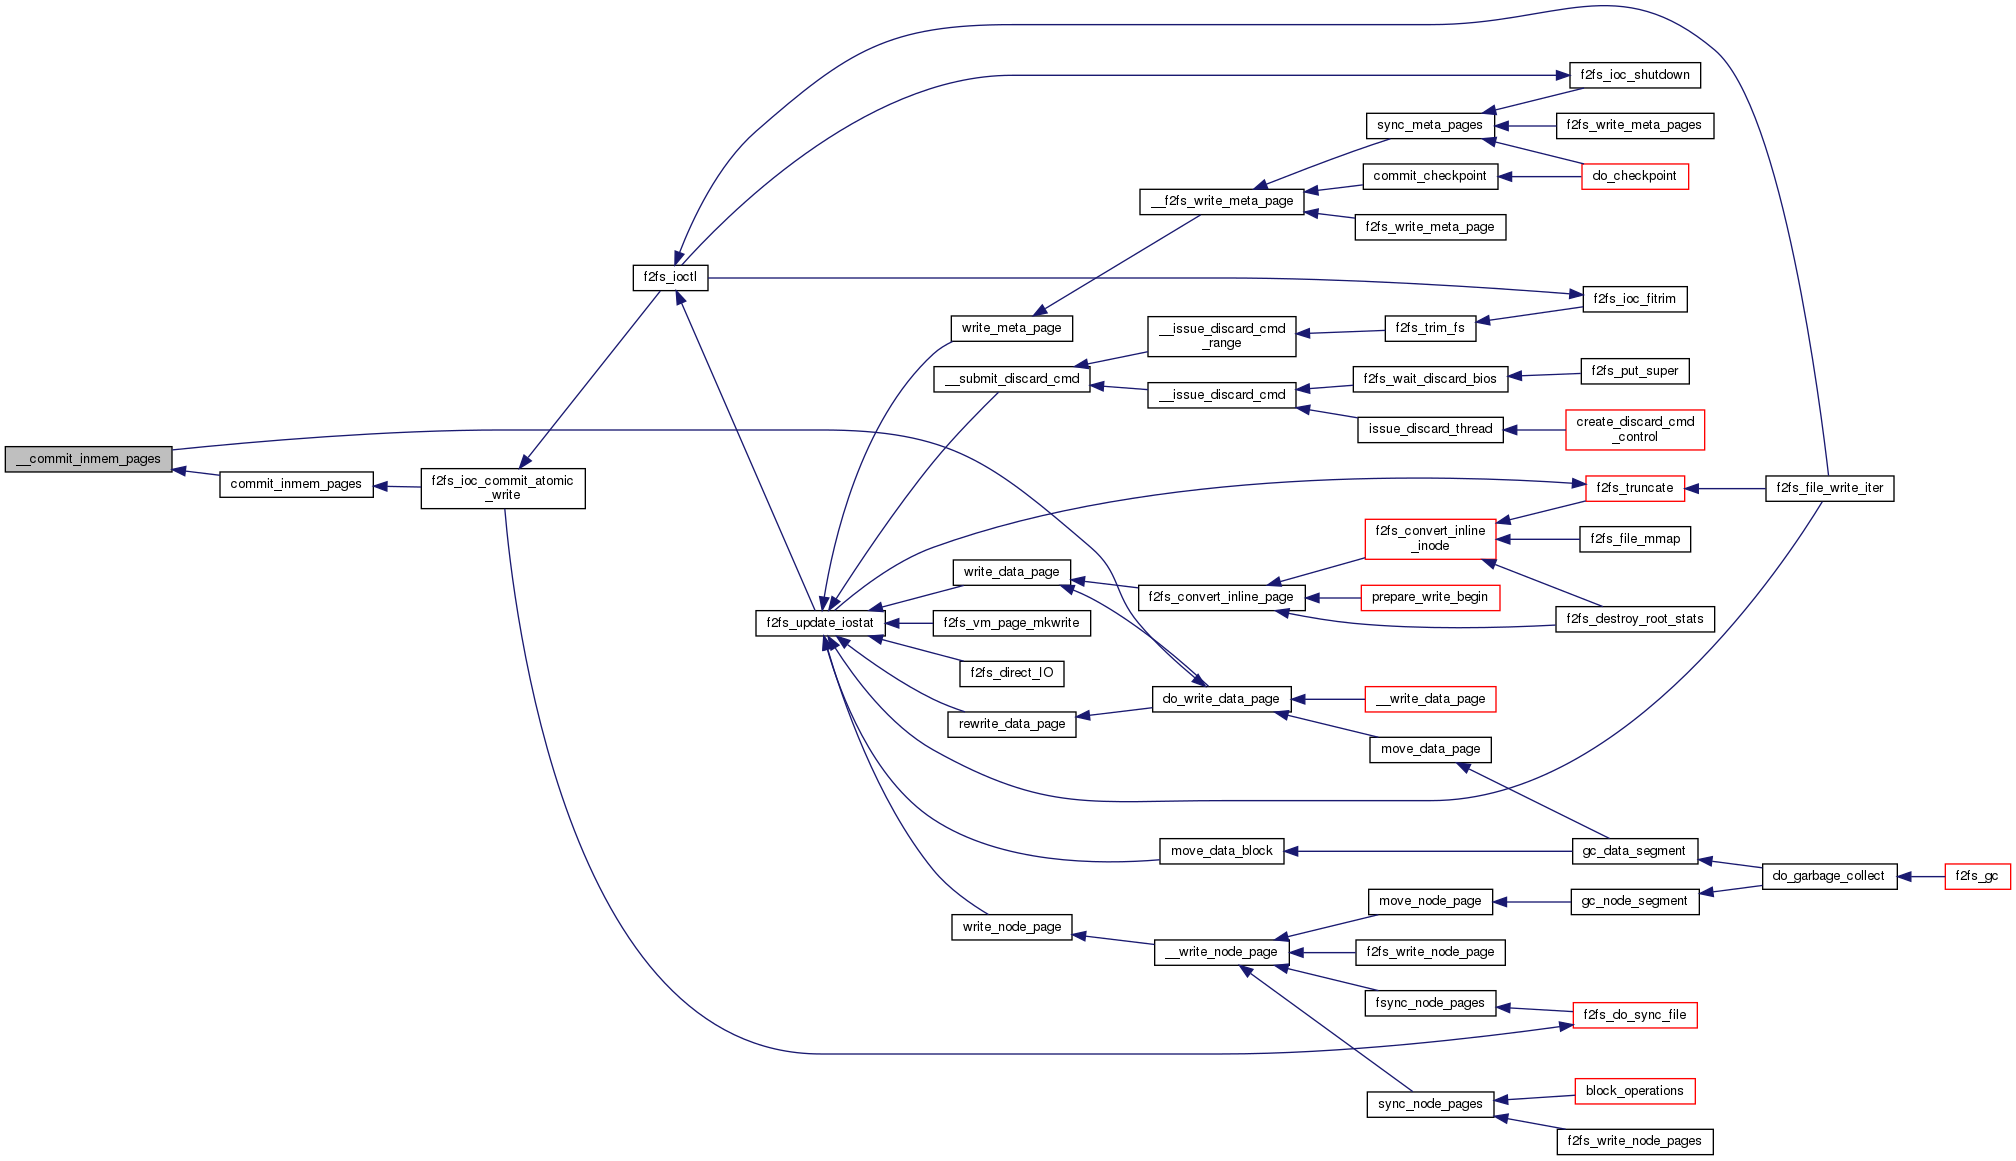 f2fs_ioc_shutdown
sync_meta_pages
f2fs_write_meta_pages
commit_checkpoint
do_checkpoint
__f2fs_write_meta_page
f2fs_write_meta_page
f2fs_ioctl
f2fs_ioc_fitrim
write_meta_page
__issue_discard_cmd
_range
f2fs_trim_fs
__submit_discard_cmd
f2fs_wait_discard_bios
f2fs_put_super
__issue_discard_cmd
issue_discard_thread
create_discard_cmd
_control
__commit_inmem_pages
commit_inmem_pages
f2fs_ioc_commit_atomic
_write
f2fs_truncate
f2fs_file_write_iter
f2fs_convert_inline
_inode
f2fs_file_mmap
write_data_page
f2fs_convert_inline_page
prepare_write_begin
f2fs_update_iostat
f2fs_vm_page_mkwrite
f2fs_destroy_root_stats
f2fs_direct_IO
do_write_data_page
__write_data_page
rewrite_data_page
move_data_page
move_data_block
gc_data_segment
do_garbage_collect
f2fs_gc
move_node_page
gc_node_segment
write_node_page
__write_node_page
f2fs_write_node_page
fsync_node_pages
f2fs_do_sync_file
block_operations
sync_node_pages
f2fs_write_node_pages